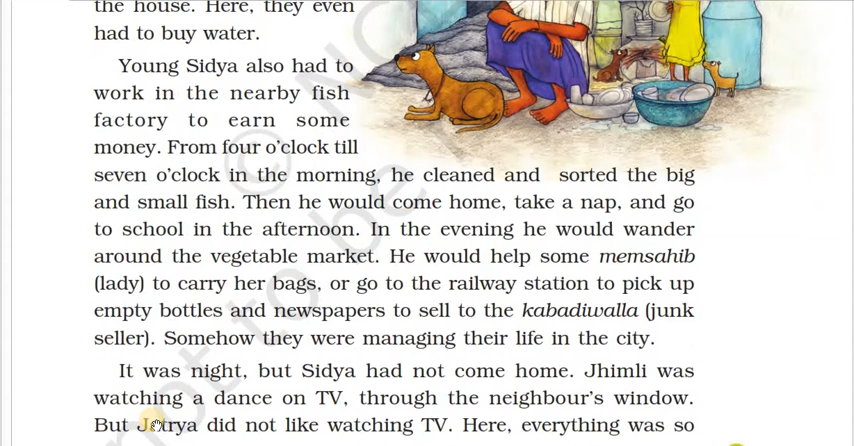 the house. Here, they even
had to buy water.
Young Sidya also had to
work in the nearby fish
factory to earn some
money. From four o'clock till
seven o'clock in the morning, he cleaned and sorted the big
and small fish. Then he would come home, take a nap, and go
to school in the afternoon. In the evening he would wander
around the vegetable market. He would help some memsahib
(lady) to carry her bags, or go to the railway station to pick up
empty bottles and newspapers to sell to the kabadiwalla (junk
seller). Somehow they were managing their life in the city.
It was night, but Sidya had not come home. Jhimli was
watching a dance on TV, through the neighbour's window.
But Jatrya did not like watching TV. Here, everything was so
not to be
© NC